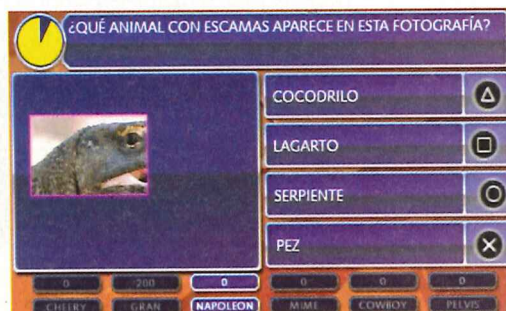 ¿QUÉ ANIMAL CON ESCAMAS APARECE EN ESTA FOTOGRAFÍA?
COCODRILO
LAGARTO
SERPIENTE
PEZ
0 200 0 0 0 0
CHEERY GRAN NAPOLEON MIME COWBOY PELVIS